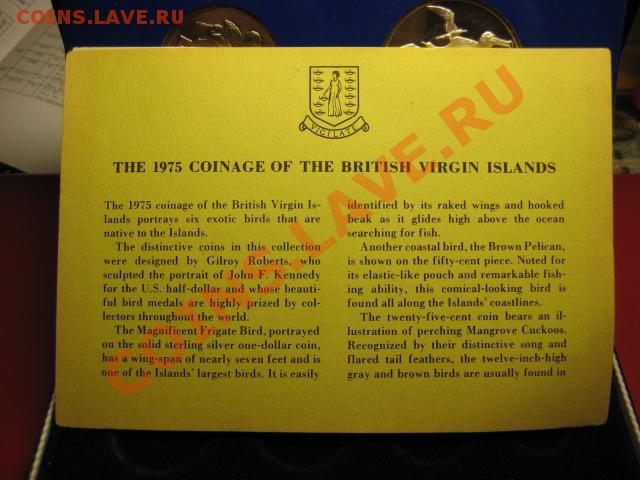 COINS.LAVE.RU
VIGILATE
THE 1975 COINAGE OF THE BRITISH VIRGIN ISLANDS
The 1975 coinage of the British Virgin Is-
lands portrays six exotic birds that are
native to the Islands.
The distinctive coins in this collection
were designed by Gilroy Roberts, who
sculpted the portrait of John F. Kennedy
for the U.S. half-dollar and whose beauti-
ful bird medals are highly prized by col-
lectors throughout the world.
The Magnificent Frigate Bird, portrayed
on the solid sterling silver one-dollar coin,
has a wing-span of nearly seven feet and is
one of the Islands' largest birds. It is easily
identified by its raked wings and hooked
beak as it glides high above the ocean
searching for fish.
Another coastal bird, the Brown Pelican,
is shown on the fifty-cent piece. Noted for
its elastic-like pouch and remarkable fish-
ing ability, this comical-looking bird is
found all along the Islands' coastlines.
The twenty-five-cent coin bears an il-
lustration of perching Mangrove Cuckoos.
Recognized by their distinctive song and
flared tail feathers, the twelve-inch-high
gray and brown birds are usually found in
COINS.LAVE.RU
COINS.LAVE.RU